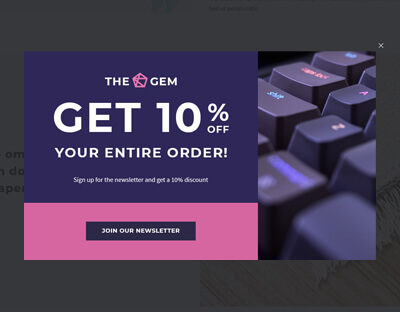 ×
THE GEM
GET 10%
OFF
YOUR ENTIRE ORDER!
Sign up for the newsletter and get a 10% discount
JOIN OUR NEWSLETTER
shift
A